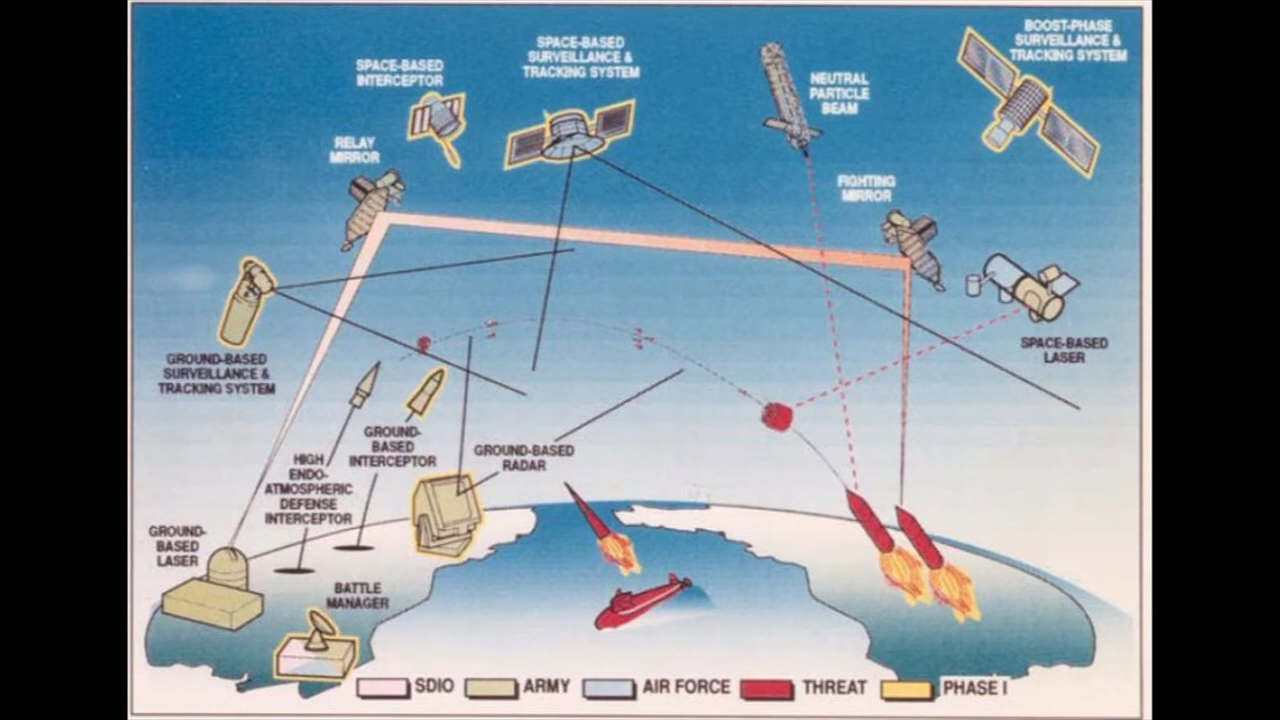 BOOST-PHASE
SURVEILLANCE &
TRACKING SYSTEM
SPACE-BASED
SURVEILLANCE &
TRACKING SYSTEM
SPACE-BASED
INTERCEPTOR
NEUTRAL
PARTICLE
BEAM
RELAY
MIRROR
FIGHTING
MIRROR
SPACE-BASED
LASER
GROUND-BASED
SURVEILLANCE &
TRACKING SYSTEM
GROUND-
BASED
INTERCEPTOR
GROUND-BASED
RADAR
HIGH
ENDO-
ATMOSPHERIC
DEFENSE
INTERCEPTOR
GROUND-
BASED
LASER
BATTLE
MANAGER
SDIO
ARMY
AIR FORCE
THREAT
PHASE I